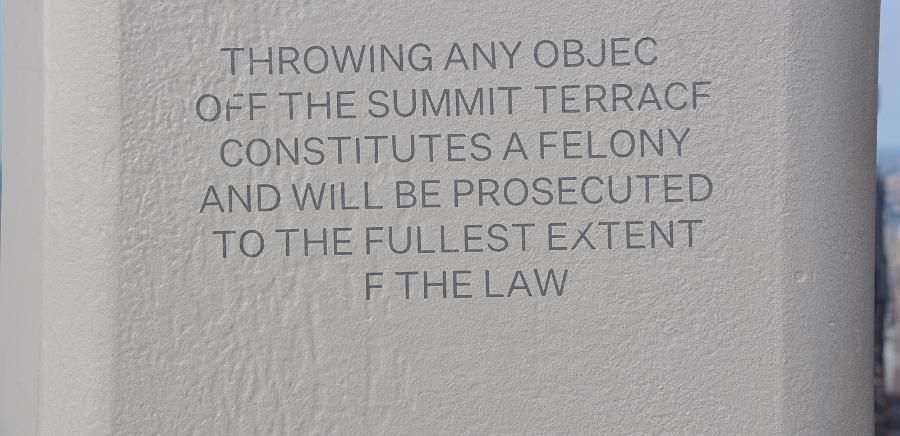 THROWING ANY OBJEC
OFF THE SUMMIT TERRACF
CONSTITUTES A FELONY
AND WILL BE PROSECUTED
TO THE FULLEST EXTENT
F THE LAW